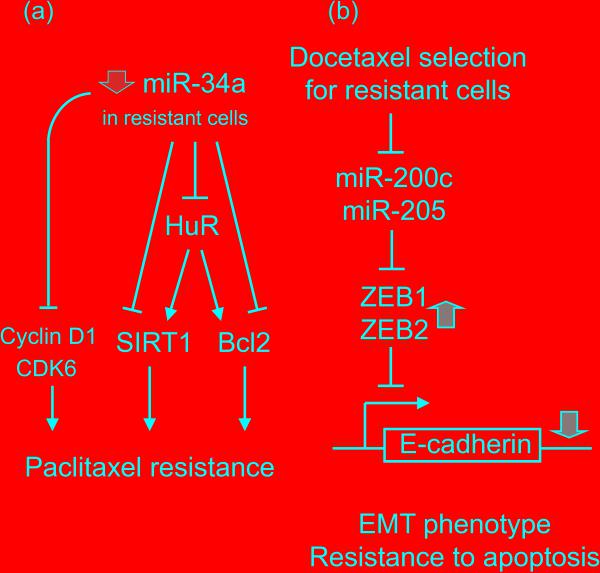 (a)
miR-34a
in resistant cells
HuR
Cyclin D1
CDK6
SIRT1
Bcl2
Paclitaxel resistance
(b)
Docetaxel selection
for resistant cells
miR-200c
miR-205
ZEB1
ZEB2
E-cadherin
EMT phenotype
Resistance to apoptosis